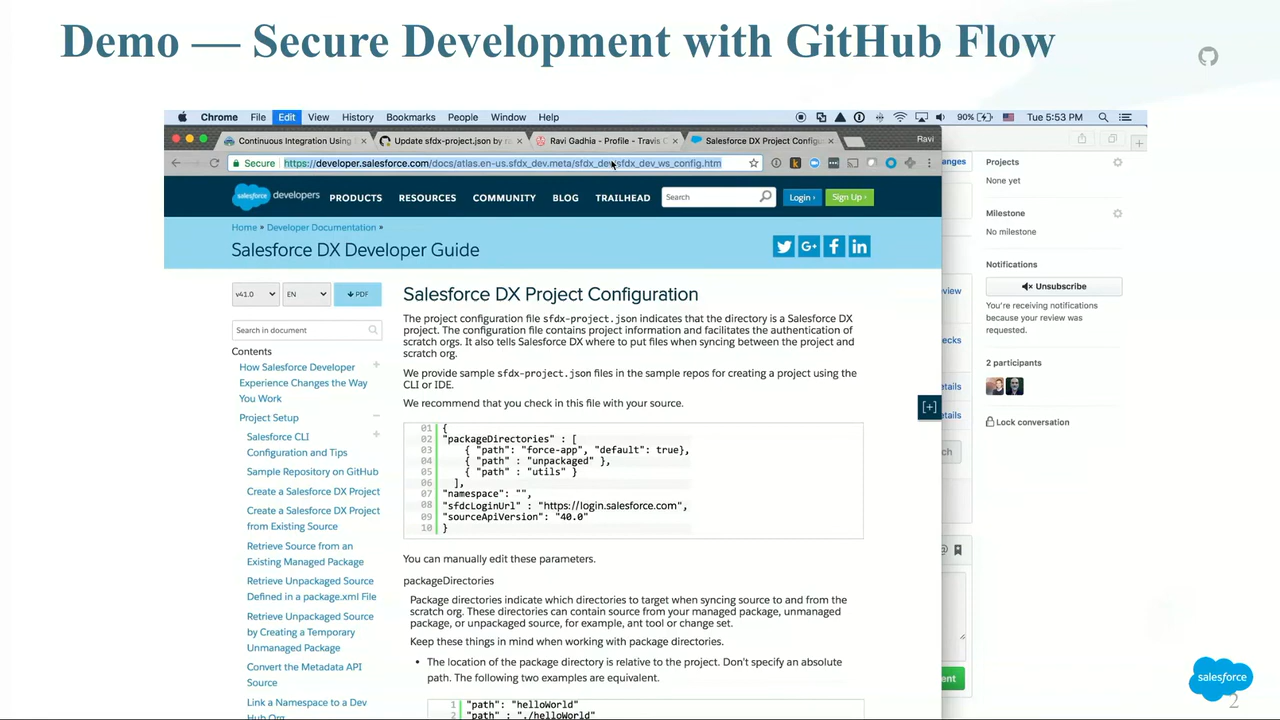 Demo — Secure Development with GitHub Flow
Chrome File Edit View History Bookmarks People Window Help
90% Tue 5:53 PM
Continuous Integration Using
Update sfdx-project.json by r
Ravi Gadhia - Profile - Travis C
Salesforce DX Configurat
Ravi
Secure
https://developer.salesforce.com/docs/atlas.en-us.sfdx_dev.meta/sfdx_dev/sfdx_dev_ws_config.htm
salesforce developers
PRODUCTS RESOURCES COMMUNITY BLOG TRAILHEAD
Search
Login ›
Sign Up ›
Home » Developer Documentation »
Salesforce DX Developer Guide
v41.0
EN
PDF
Search in document
Contents
How Salesforce Developer
Experience Changes the Way
You Work
Project Setup
Salesforce CLI
Configuration and Tips
Sample Repository on GitHub
Create a Salesforce DX Project
Create a Salesforce DX Project
from Existing Source
Retrieve Source from an
Existing Managed Package
Retrieve Unpackaged Source
Defined in a package.xml File
Retrieve Unpackaged Source
by Creating a Temporary
Unmanaged Package
Convert the Metadata API
Source
Link a Namespace to a Dev
Hub Org
Salesforce DX Project Configuration
The project configuration file sfdx-project.json indicates that the directory is a Salesforce DX
project. The configuration file contains project information and facilitates the authentication of
scratch orgs. It also tells Salesforce DX where to put files when syncing between the project and
scratch org.
We provide sample sfdx-project.json files in the sample repos for creating a project using the
CLI or IDE.
We recommend that you check in this file with your source.
01 {
02 "packageDirectories" : [
03 { "path": "force-app", "default": true},
04 { "path" : "unpackaged" },
05 { "path" : "utils" }
06 ],
07 "namespace": "",
08 "sfdcLoginUrl" : "https://login.salesforce.com",
09 "sourceApiVersion": "40.0"
10 }
You can manually edit these parameters.
packageDirectories
Package directories indicate which directories to target when syncing source to and from the
scratch org. These directories can contain source from your managed package, unmanaged
package, or unpackaged source, for example, ant tool or change set.
Keep these things in mind when working with package directories.
• The location of the package directory is relative to the project. Don't specify an absolute
path. The following two examples are equivalent.
1 "path": "helloWorld"
2 "path" : "./helloWorld"
[+]
anges
view
ecks
etails
etails
ch
@
ent
Projects
None yet
Milestone
No milestone
Notifications
Unsubscribe
You're receiving notifications
because your review was
requested.
2 participants
Lock conversation
salesforce
2